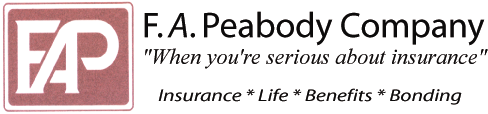 FAP
F. A. Peabody Company
"When you're serious about insurance"
Insurance * Life * Benefits * Bonding